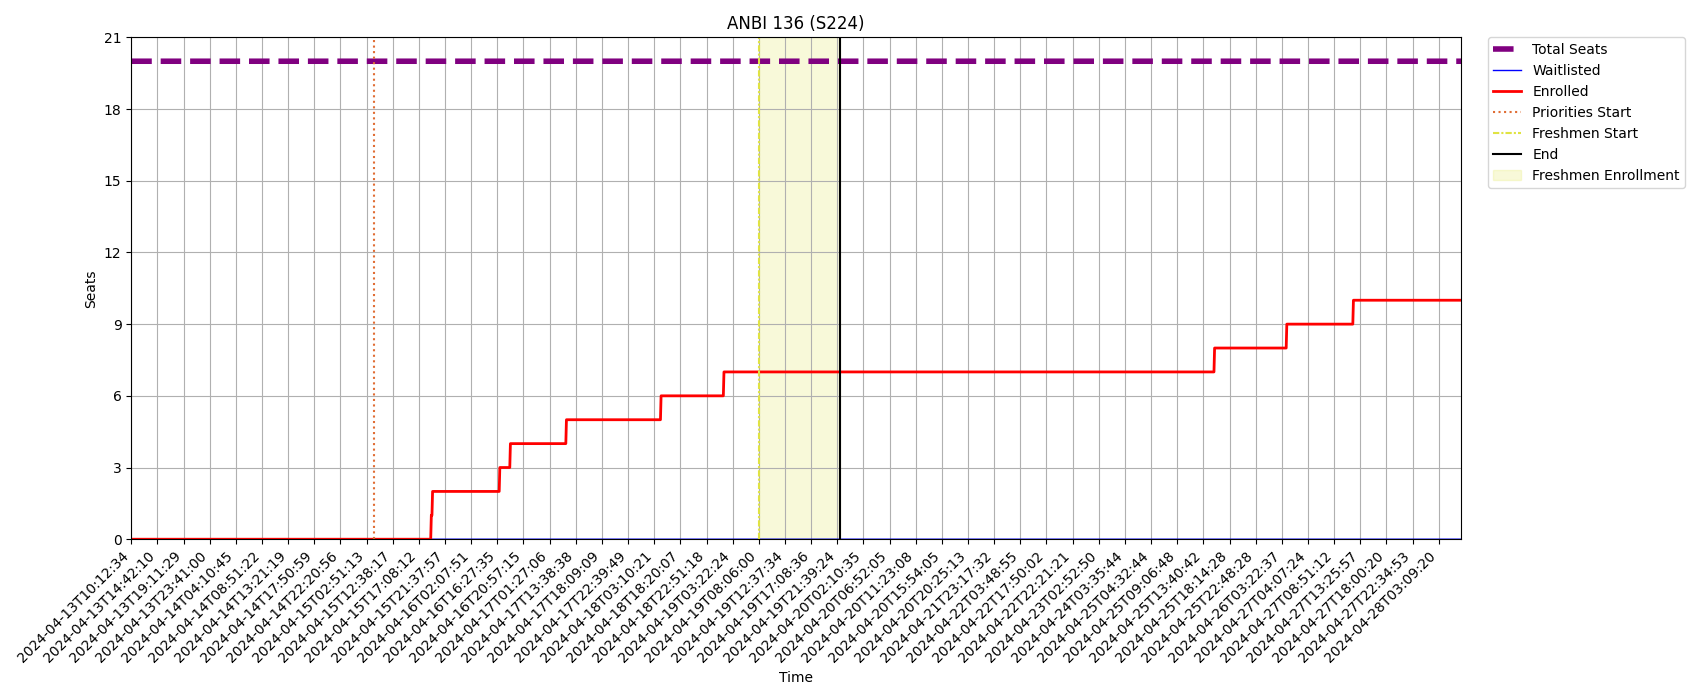 ANBI 136 (S224)
21
18
15
12
9
6
3
0
Seats
Total Seats
Waitlisted
Enrolled
Priorities Start
Freshmen Start
End
Freshmen Enrollment
2024-04-13T10:12:34
2024-04-13T14:42:10
2024-04-13T19:11:29
2024-04-13T23:41:00
2024-04-14T04:10:45
2024-04-14T08:51:22
2024-04-14T13:21:19
2024-04-14T17:50:59
2024-04-14T22:20:56
2024-04-15T02:51:13
2024-04-15T12:38:17
2024-04-15T17:08:12
2024-04-15T21:37:57
2024-04-16T02:07:51
2024-04-16T16:27:35
2024-04-16T20:57:15
2024-04-17T01:27:06
2024-04-17T13:38:38
2024-04-17T18:09:09
2024-04-17T22:39:49
2024-04-18T03:10:21
2024-04-18T18:20:07
2024-04-18T22:51:18
2024-04-19T03:22:24
2024-04-19T08:06:00
2024-04-19T12:37:34
2024-04-19T17:08:36
2024-04-19T21:39:24
2024-04-20T02:10:35
2024-04-20T06:52:05
2024-04-20T11:23:08
2024-04-20T15:54:05
2024-04-20T20:25:13
2024-04-21T23:17:32
2024-04-22T03:48:55
2024-04-22T17:50:02
2024-04-22T22:21:21
2024-04-23T02:52:50
2024-04-24T03:35:44
2024-04-25T04:32:44
2024-04-25T09:06:48
2024-04-25T13:40:42
2024-04-25T18:14:28
2024-04-25T22:48:28
2024-04-26T03:22:37
2024-04-27T04:07:24
2024-04-27T08:51:12
2024-04-27T13:25:57
2024-04-27T18:00:20
2024-04-27T22:34:53
2024-04-28T03:09:20
Time